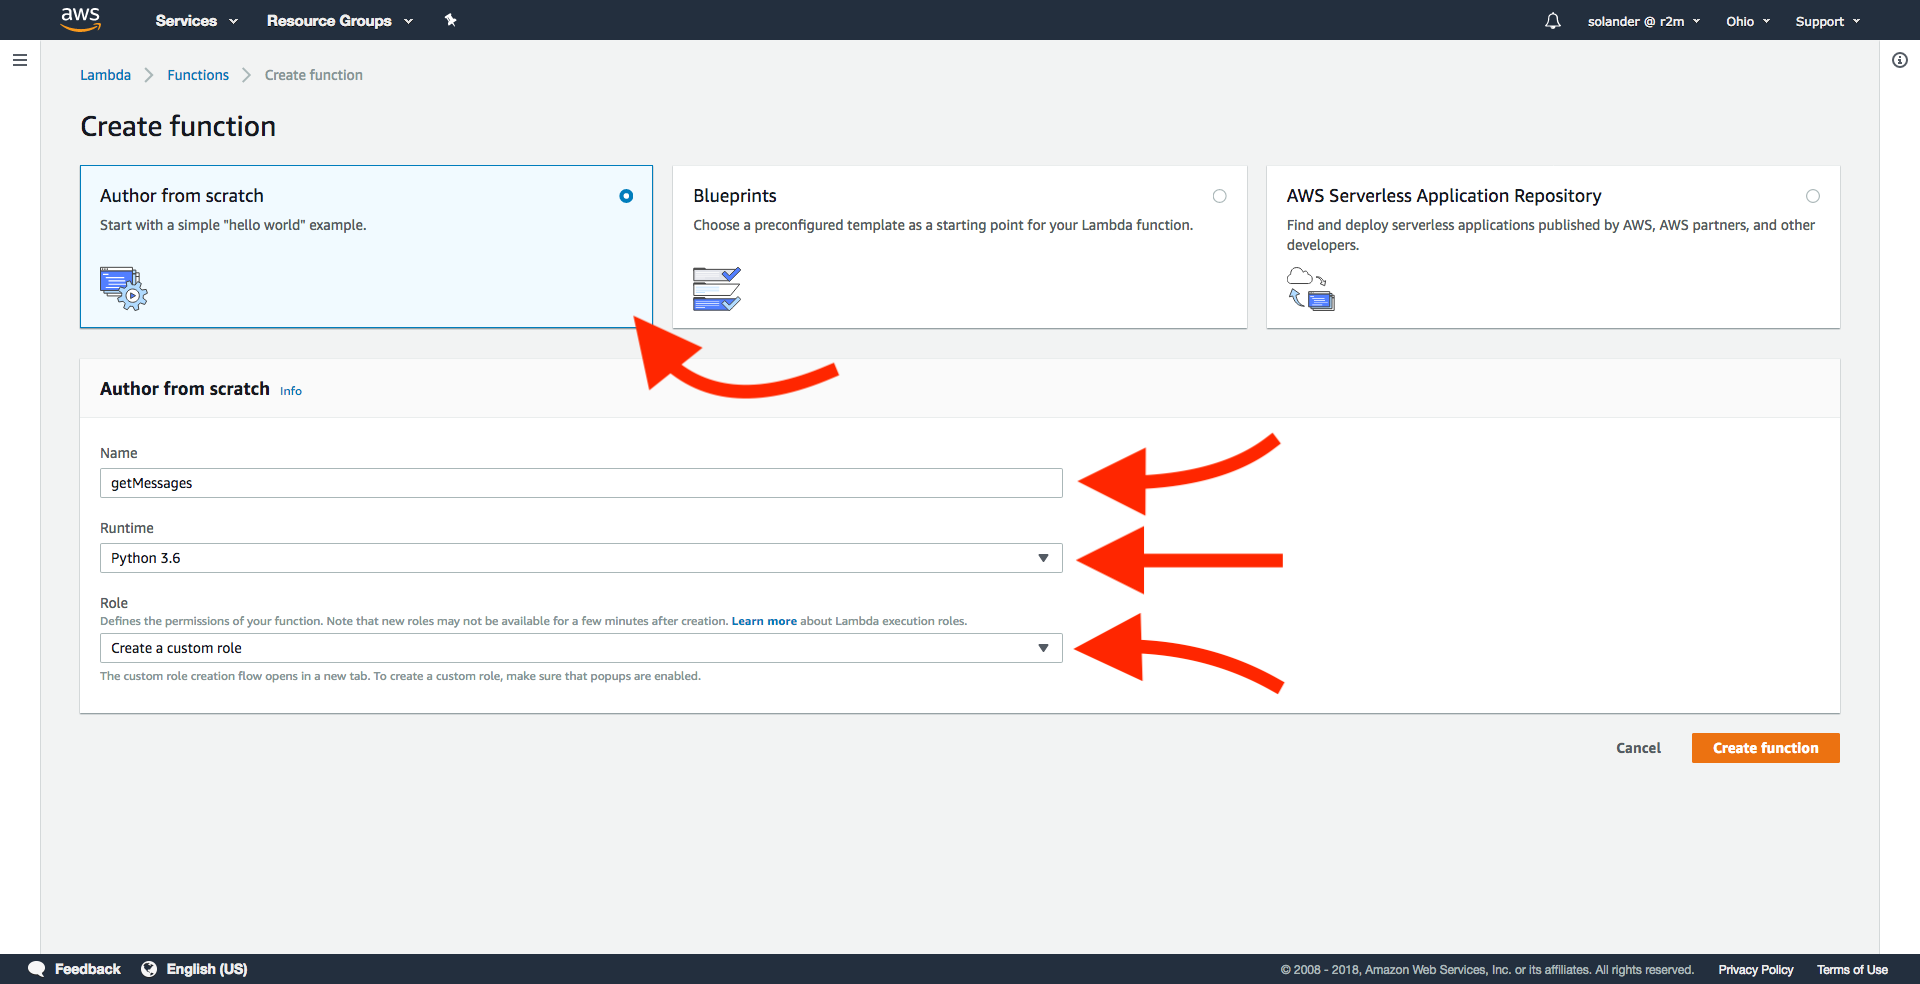 aws Services Resource Groups solander @ r2m Ohio Support
Lambda Functions Create function
Create function
Author from scratch
Start with a simple "hello world" example.
Blueprints
Choose a preconfigured template as a starting point for your Lambda function.
AWS Serverless Application Repository
Find and deploy serverless applications published by AWS, AWS partners, and other
developers.
Author from scratch Info
Name
getMessages
Runtime
Python 3.6
Role
Defines the permissions of your function. Note that new roles may not be available for a few minutes after creation. Learn more about Lambda execution roles.
Create a custom role
The custom role creation flow opens in a new tab. To create a custom role, make sure that popups are enabled.
Cancel Create function
Feedback English (US) © 2008 - 2018, Amazon Web Services, Inc. or its affiliates. All rights reserved. Privacy Policy Terms of Use